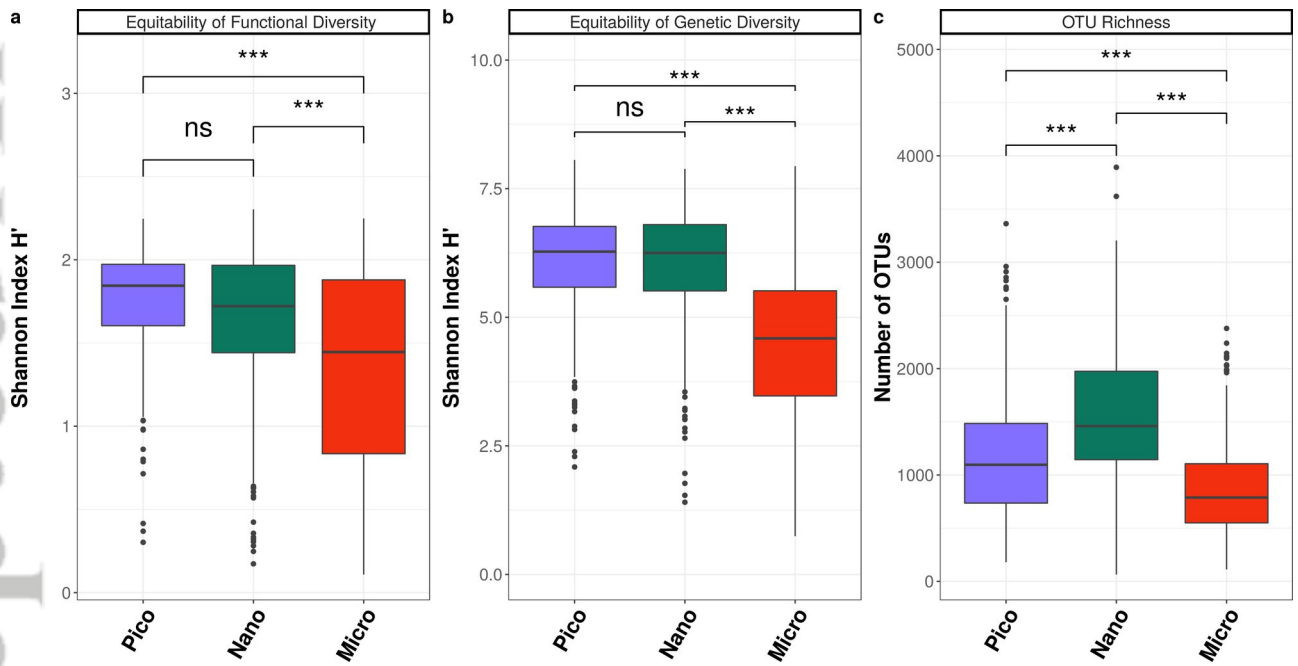 a
Equitability of Functional Diversity
Shannon Index H'
3
2
1
0
***
***
ns
Pico
Nano
Micro
b
Equitability of Genetic Diversity
Shannon Index H'
10.0
7.5
5.0
2.5
0.0
***
ns
***
Pico
Nano
Micro
c
OTU Richness
Number of OTUs
5000
4000
3000
2000
1000
0
***
***
***
Pico
Nano
Micro